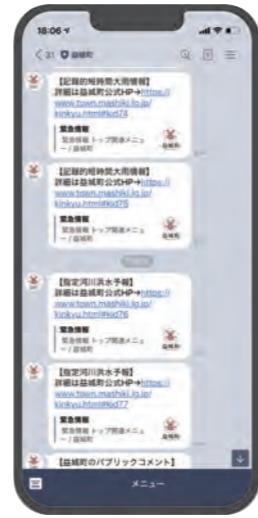 18:06
31 益城町
【記録的短時間大雨情報】
詳細は益城町公式HP→https://
www.town.mashiki.lg.jp/
kinkyu.html#kid74
緊急情報
緊急情報 トップ関連メニュ
ー / 益城町
益城町
【記録的短時間大雨情報】
詳細は益城町公式HP→https://
www.town.mashiki.lg.jp/
kinkyu.html#kid75
緊急情報
緊急情報 トップ関連メニュ
ー / 益城町
益城町
【指定河川洪水予報】
詳細は益城町公式HP→https://
www.town.mashiki.lg.jp/
kinkyu.html#kid76
緊急情報
緊急情報 トップ関連メニュ
ー / 益城町
益城町
【指定河川洪水予報】
詳細は益城町公式HP→https://
www.town.mashiki.lg.jp/
kinkyu.html#kid77
緊急情報
緊急情報 トップ関連メニュ
ー / 益城町
益城町
【益城町のパブリックコメント】
メニュー